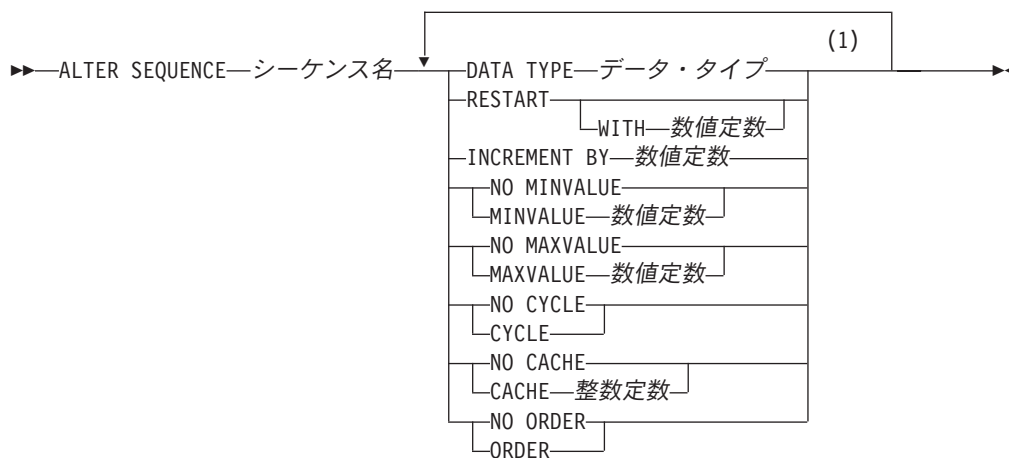 (1)
ALTER SEQUENCE シーケンス名 DATA TYPE データ・タイプ
RESTART
WITH 数値定数
INCREMENT BY 数値定数
NO MINVALUE
MINVALUE 数値定数
NO MAXVALUE
MAXVALUE 数値定数
NO CYCLE
CYCLE
NO CACHE
CACHE 整数定数
NO ORDER
ORDER